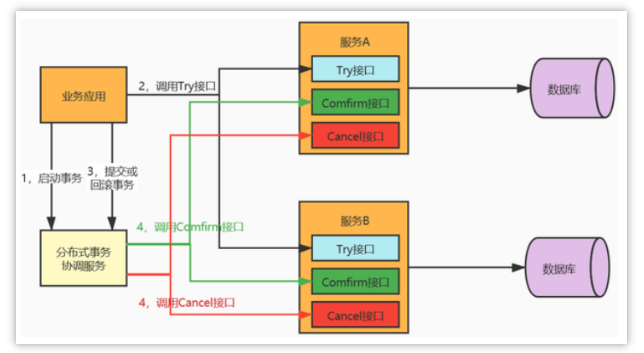 服务A
Try接口
Comfirm接口
Cancel接口
数据库
业务应用
2，调用Try接口
1，启动事务
3，提交或
回滚事务
4，调用Comfirm接口
分布式事务
协调服务
4，调用Cancel接口
服务B
Try接口
Comfirm接口
Cancel接口
数据库